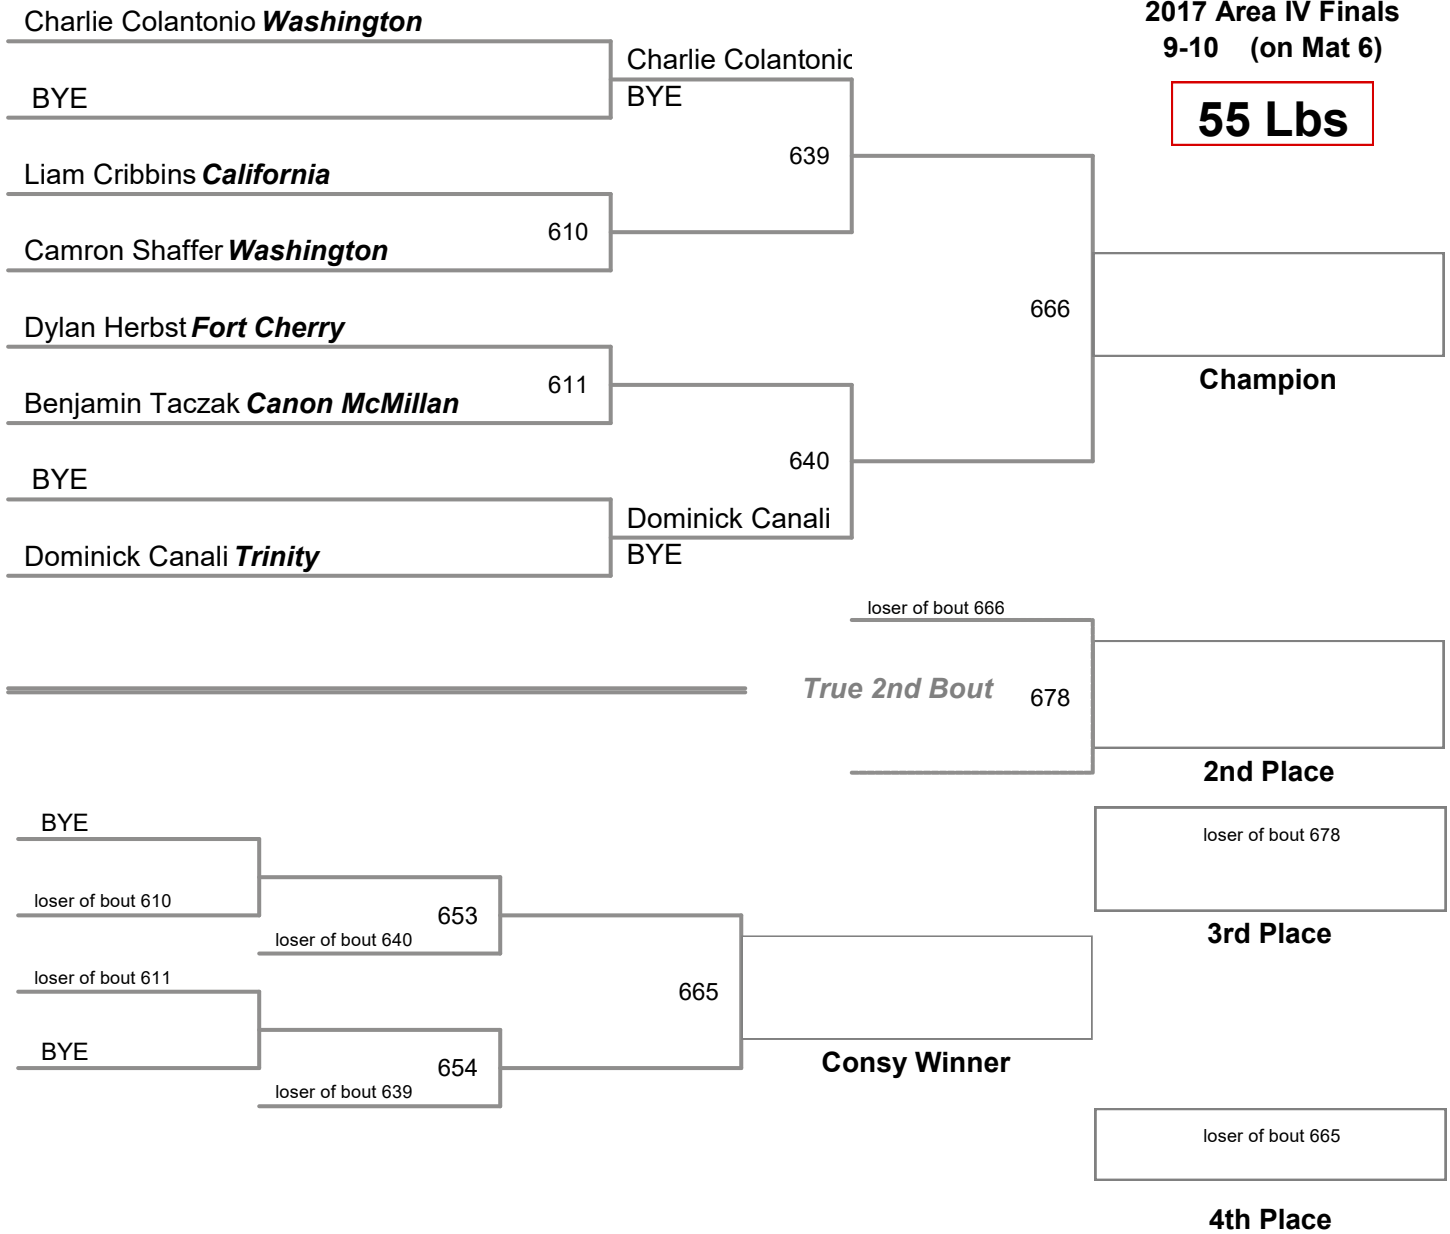 2017 Area IV Finals
9-10 (on Mat 6)
55 Lbs
Charlie Colantonio Washington
BYE
Charlie Colantonio
BYE
639
Liam Cribbins California
Camron Shaffer Washington
610
Dylan Herbst Fort Cherry
Benjamin Taczak Canon McMillan
611
666
Champion
640
BYE
Dominick Canali Trinity
Dominick Canali
BYE
loser of bout 666
True 2nd Bout
678
2nd Place
BYE
loser of bout 610
653
loser of bout 640
loser of bout 611
BYE
654
loser of bout 639
665
Consy Winner
loser of bout 678
3rd Place
loser of bout 665
4th Place